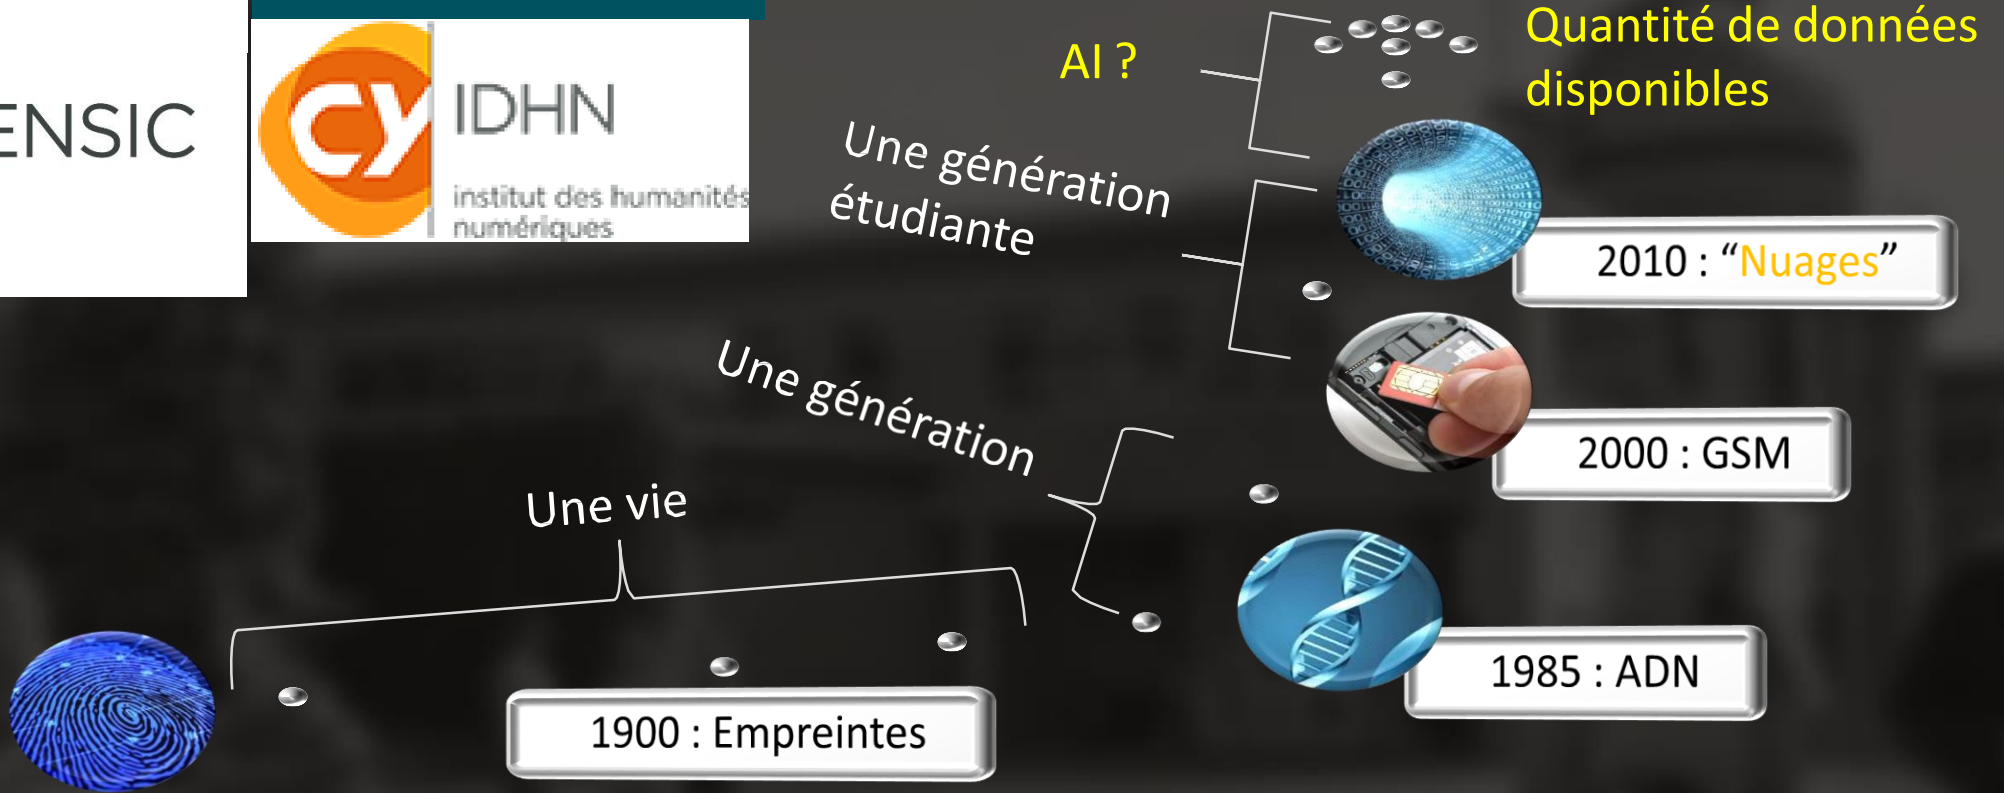 ENSIC
CY
IDHN
institut des humanités
numériques
AI ?
Quantité de données
disponibles
Une génération
étudiante
2010 : “Nuages”
Une génération
2000 : GSM
Une vie
1985 : ADN
1900 : Empreintes